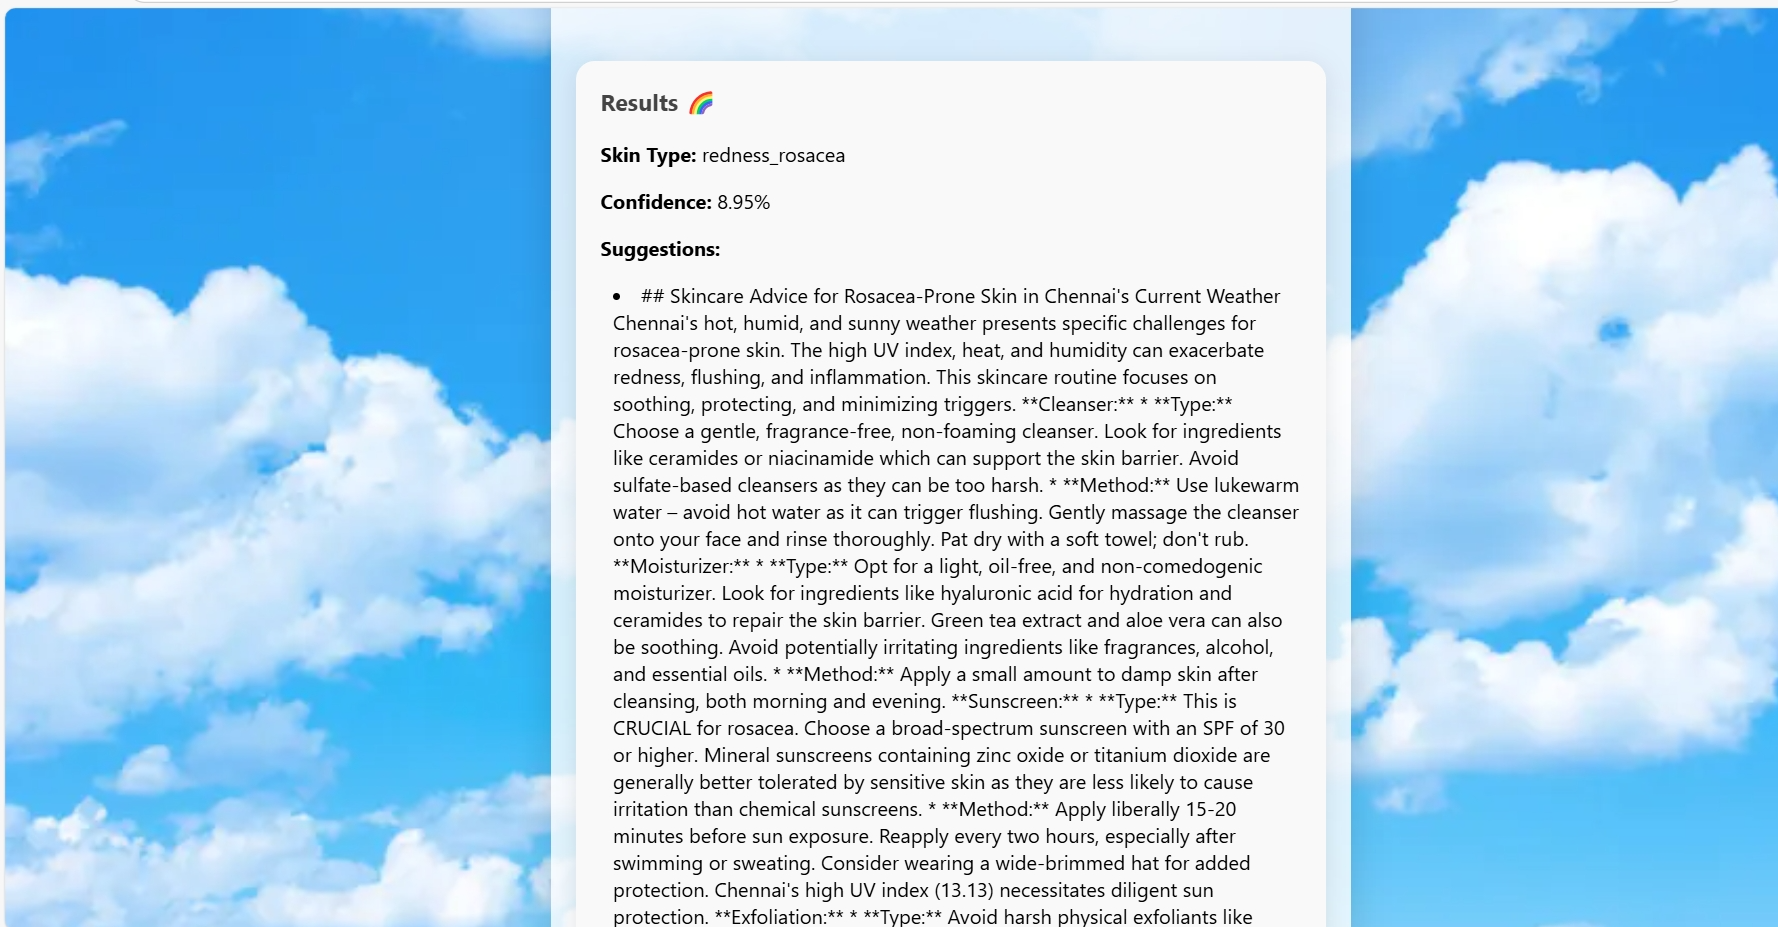 Results 🌈
Skin Type: redness_rosacea
Confidence: 8.95%
Suggestions:
• ## Skincare Advice for Rosacea-Prone Skin in Chennai's Current Weather
Chennai's hot, humid, and sunny weather presents specific challenges for
rosacea-prone skin. The high UV index, heat, and humidity can exacerbate
redness, flushing, and inflammation. This skincare routine focuses on
soothing, protecting, and minimizing triggers. **Cleanser:** * **Type:**
Choose a gentle, fragrance-free, non-foaming cleanser. Look for ingredients
like ceramides or niacinamide which can support the skin barrier. Avoid
sulfate-based cleansers as they can be too harsh. * **Method:** Use lukewarm
water – avoid hot water as it can trigger flushing. Gently massage the cleanser
onto your face and rinse thoroughly. Pat dry with a soft towel; don't rub.
**Moisturizer:** * **Type:** Opt for a light, oil-free, and non-comedogenic
moisturizer. Look for ingredients like hyaluronic acid for hydration and
ceramides to repair the skin barrier. Green tea extract and aloe vera can also
be soothing. Avoid potentially irritating ingredients like fragrances, alcohol,
and essential oils. * **Method:** Apply a small amount to damp skin after
cleansing, both morning and evening. **Sunscreen:** * **Type:** This is
CRUCIAL for rosacea. Choose a broad-spectrum sunscreen with an SPF of 30
or higher. Mineral sunscreens containing zinc oxide or titanium dioxide are
generally better tolerated by sensitive skin as they are less likely to cause
irritation than chemical sunscreens. * **Method:** Apply liberally 15-20
minutes before sun exposure. Reapply every two hours, especially after
swimming or sweating. Consider wearing a wide-brimmed hat for added
protection. Chennai's high UV index (13.13) necessitates diligent sun
protection. **Exfoliation:** * **Type:** Avoid harsh physical exfoliants like